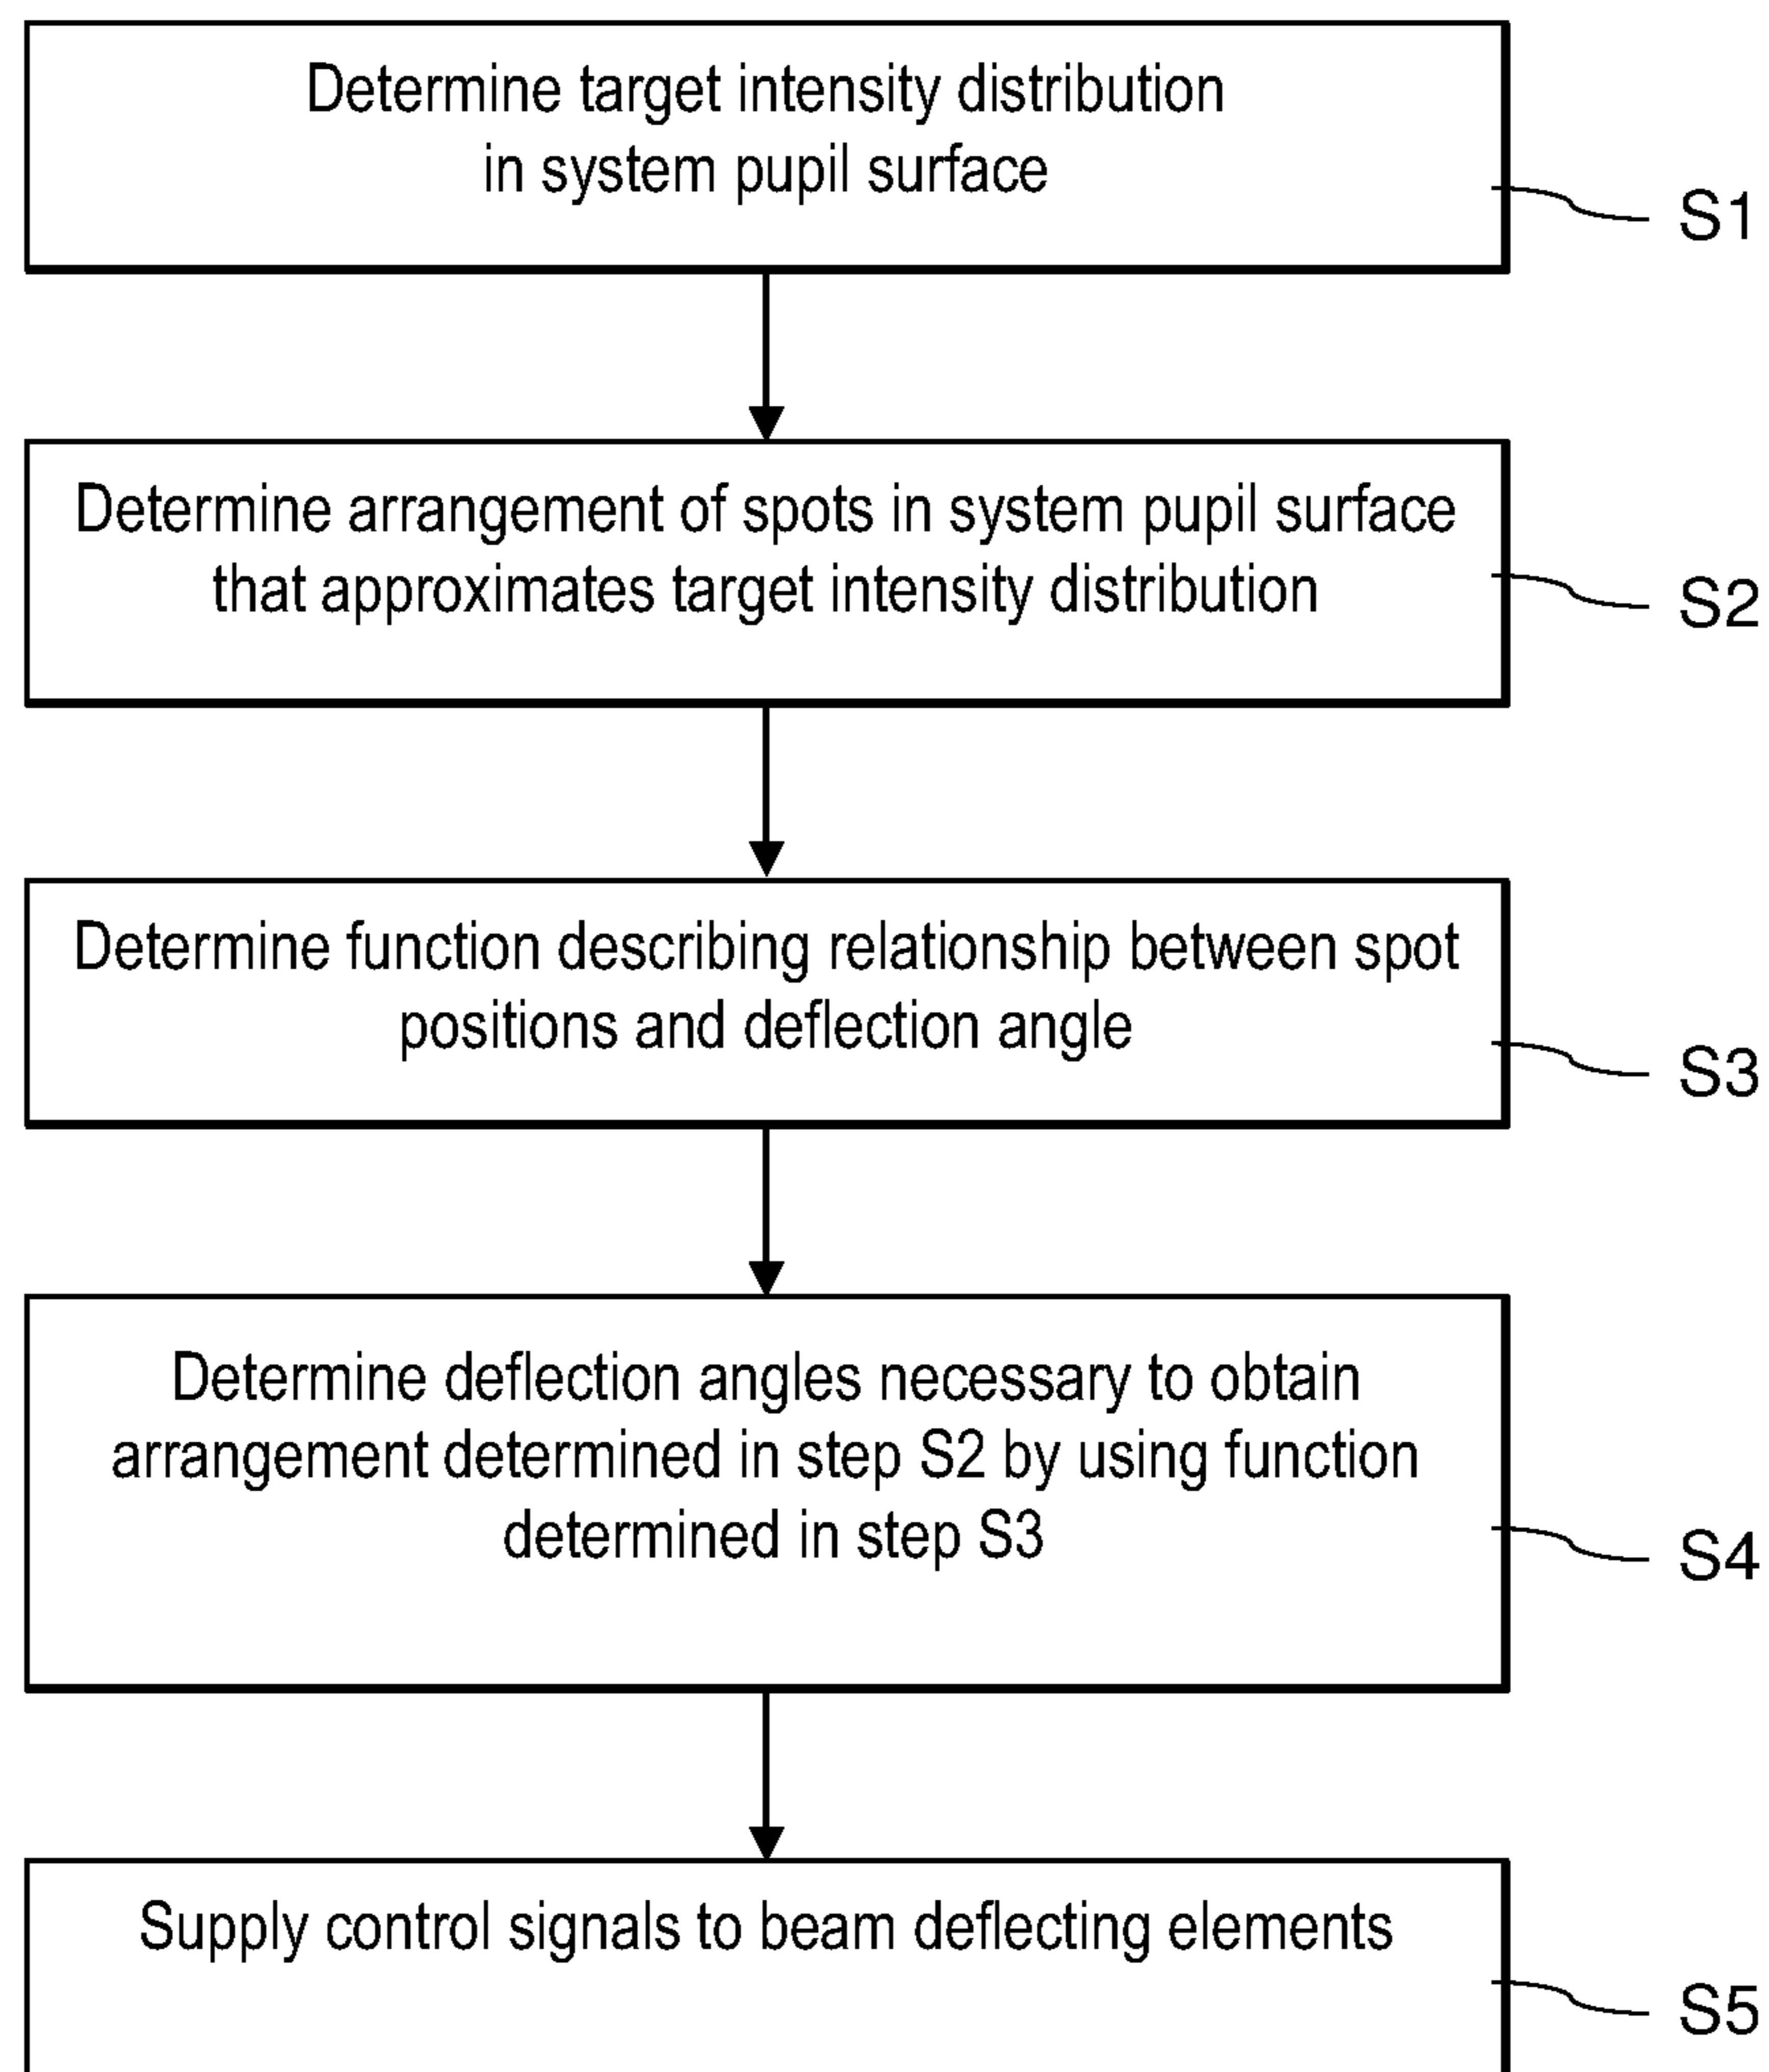 Determine target intensity distribution
in system pupil surface
S1
Determine arrangement of spots in system pupil surface
that approximates target intensity distribution
S2
Determine function describing relationship between spot
positions and deflection angle
S3
Determine deflection angles necessary to obtain
arrangement determined in step S2 by using function
determined in step S3
S4
Supply control signals to beam deflecting elements
S5